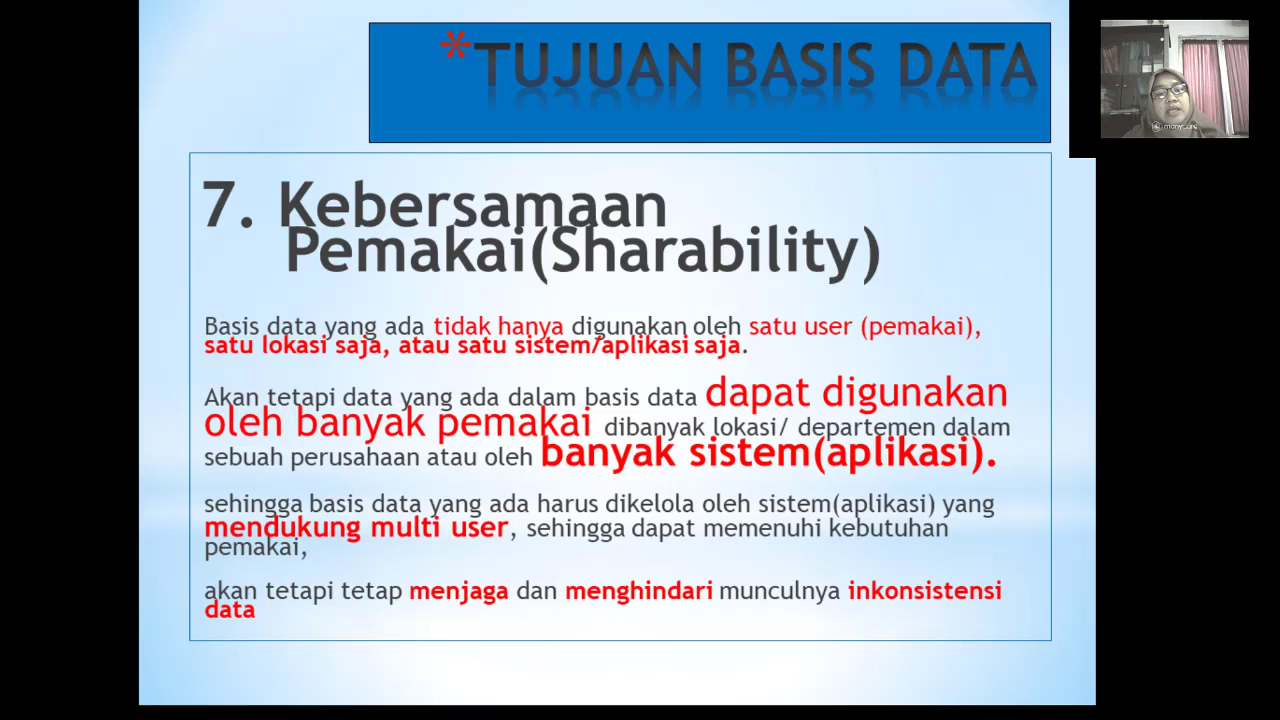 *TUJUAN BASIS DATA
7. Kebersamaan
Pemakai(Sharability)
Basis data yang ada tidak hanya digunakan oleh satu user (pemakai),
satu lokasi saja, atau satu sistem/aplikasi saja.
Akan tetapi data yang ada dalam basis data dapat digunakan
oleh banyak pemakai dibanyak lokasi/ departemen dalam
sebuah perusahaan atau oleh banyak sistem(aplikasi).
sehingga basis data yang ada harus dikelola oleh sistem(aplikasi) yang
mendukung multi user, sehingga dapat memenuhi kebutuhan
pemakai,
akan tetapi tetap menjaga dan menghindari munculnya inkonsistensi
data